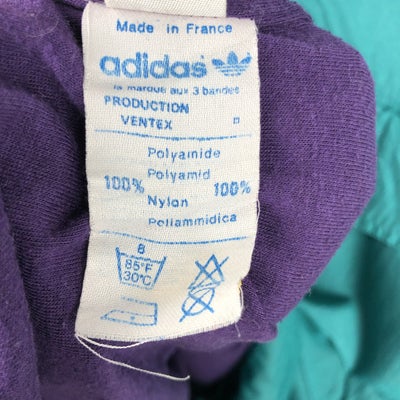 Made in France
adidas
la marque aux 3 bandes
PRODUCTION
VENTEX
Polyamide
Polyamid
100% 100%
Nylon
Poliammidica
8
85°F
30°C